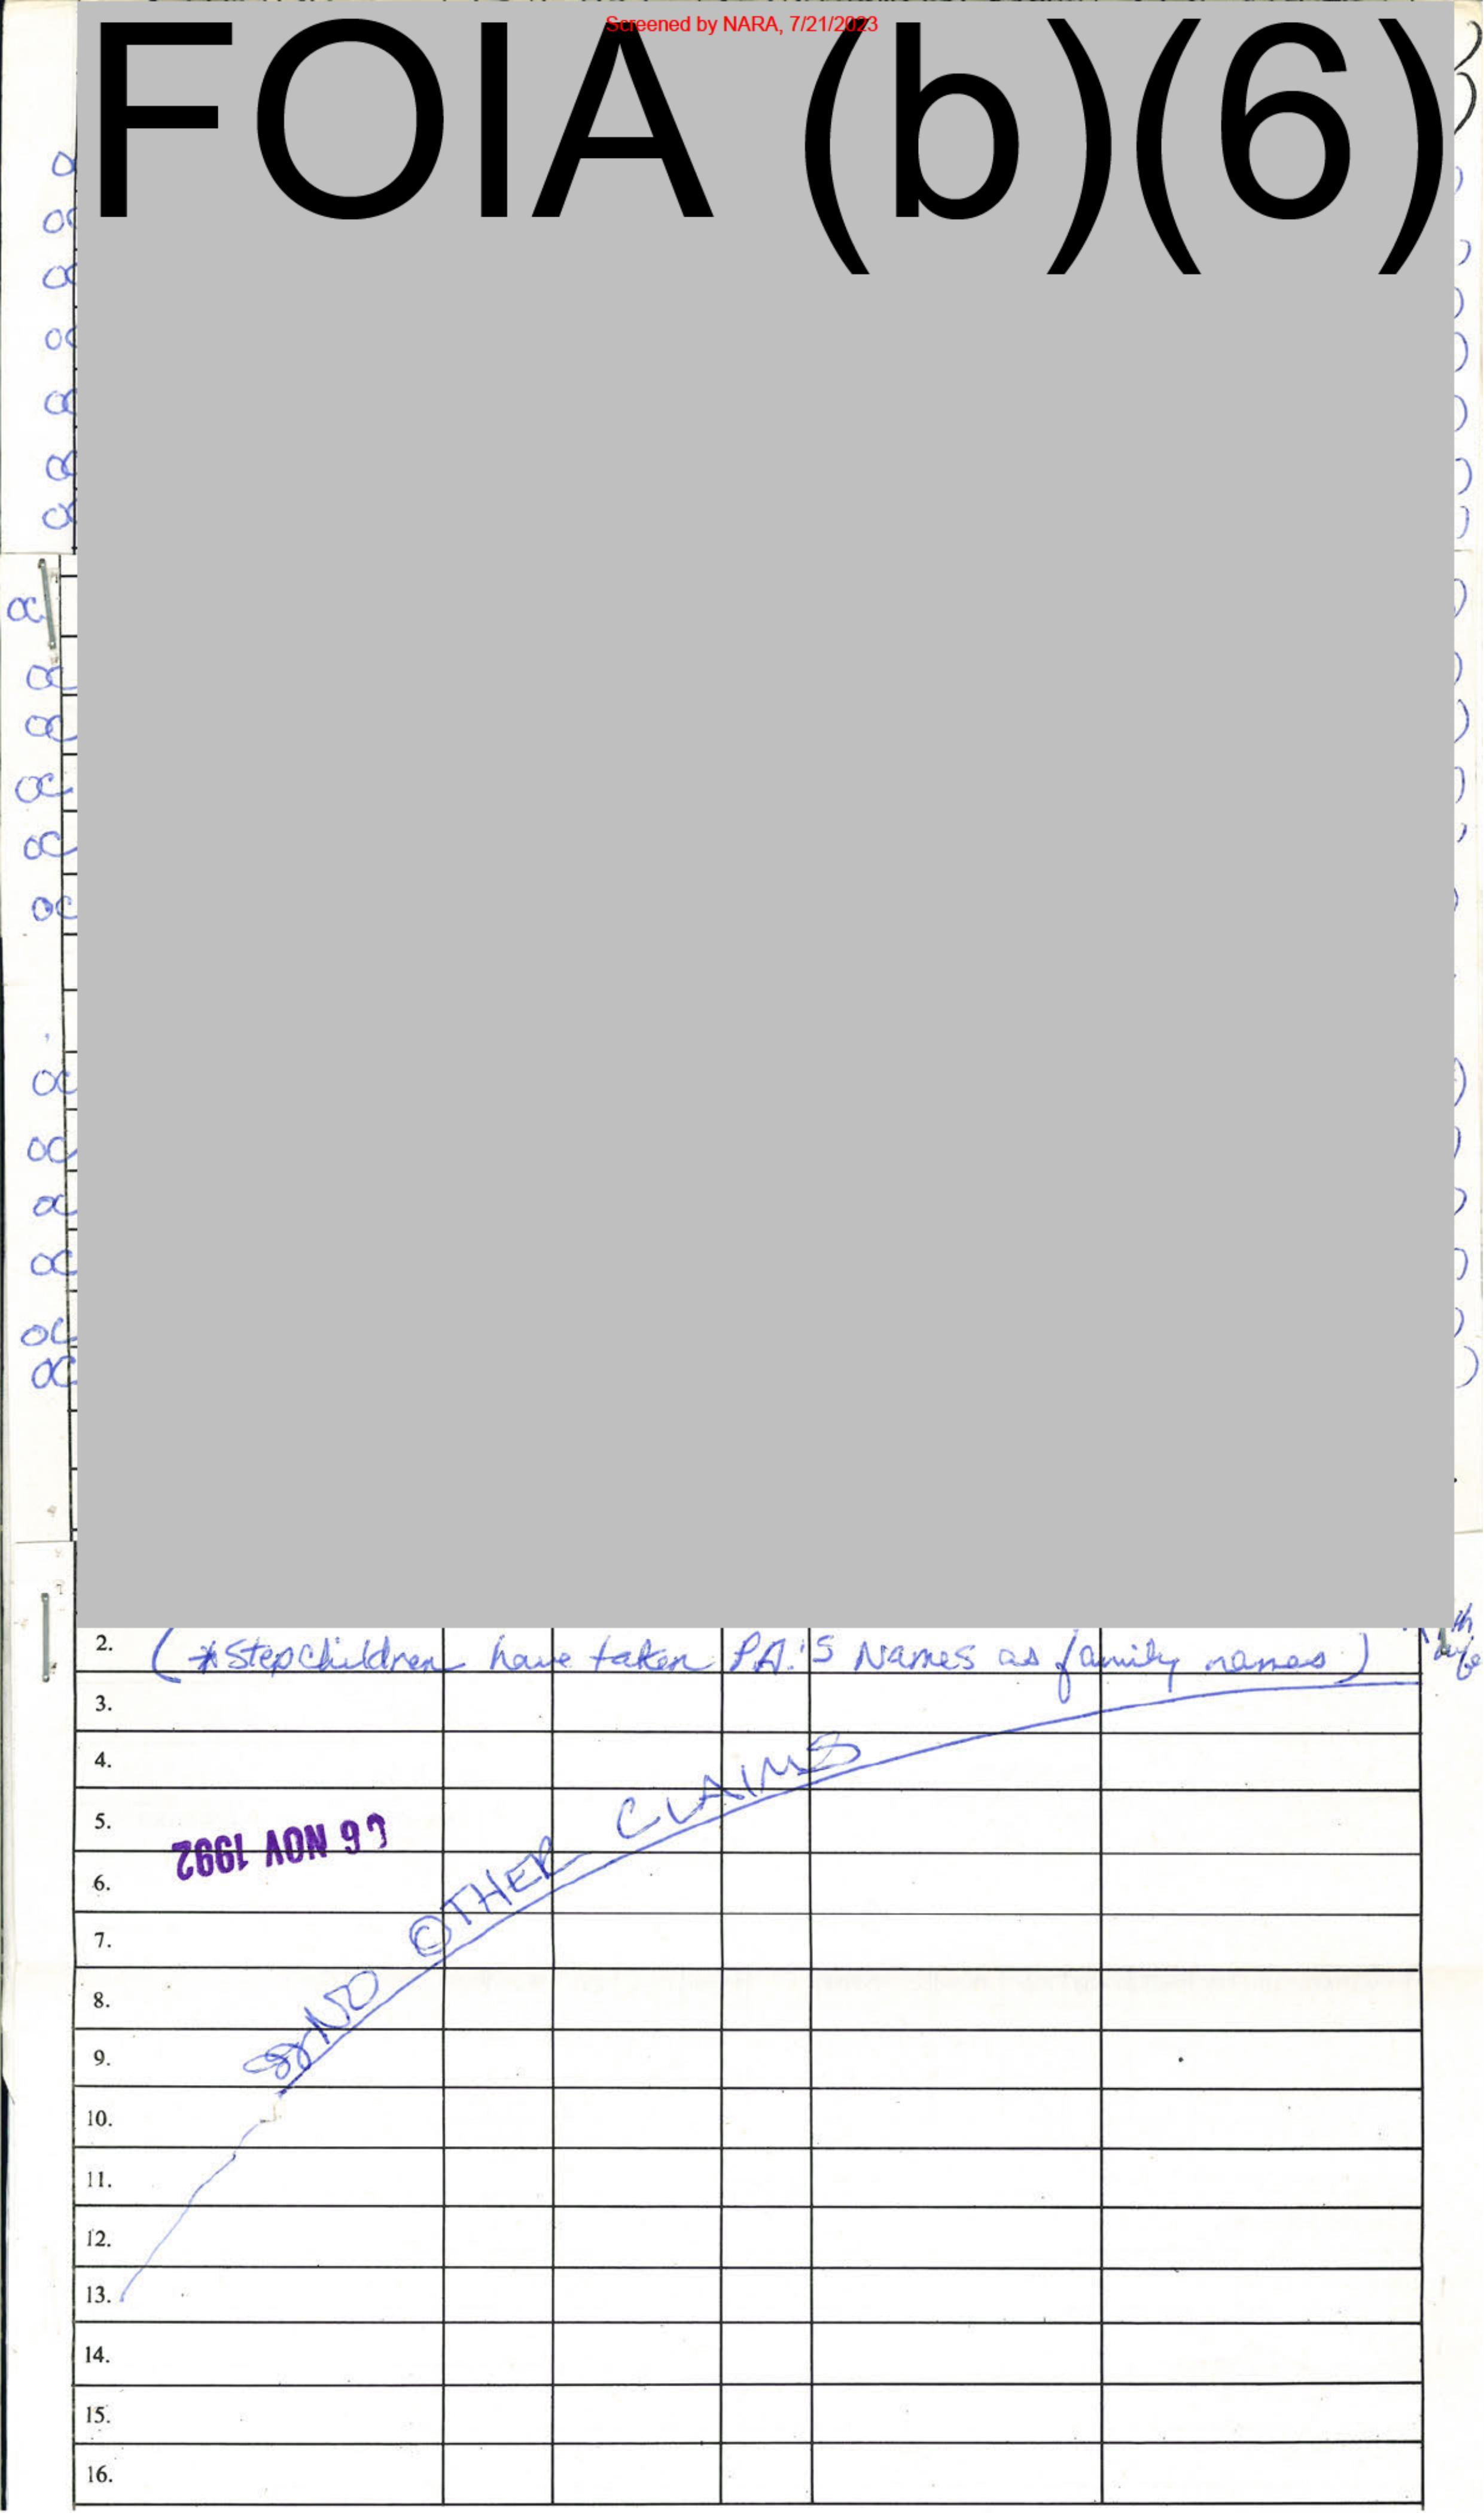 Screened by NARA, 7/21/2023
FOIA (b)(6)
2. (*Stepchildren have taken P.A.'S Names as family names)
3.
4.
5.
06 NOV 1992
6.
7.
NO OTHER CLAIMS
8.
9.
10.
11.
12.
13.
14.
15.
16.